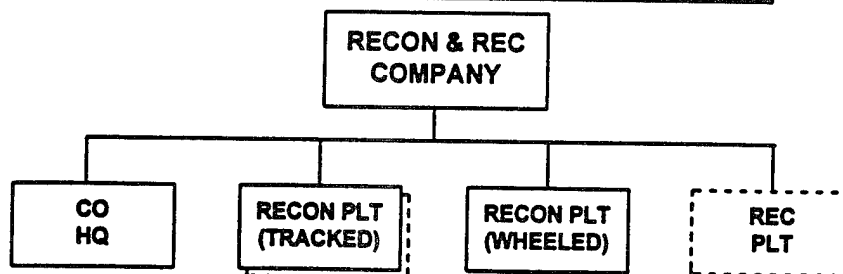 RECON & REC
COMPANY
CO
HQ
RECON PLT
(TRACKED)
RECON PLT
(WHEELED)
REC
PLT